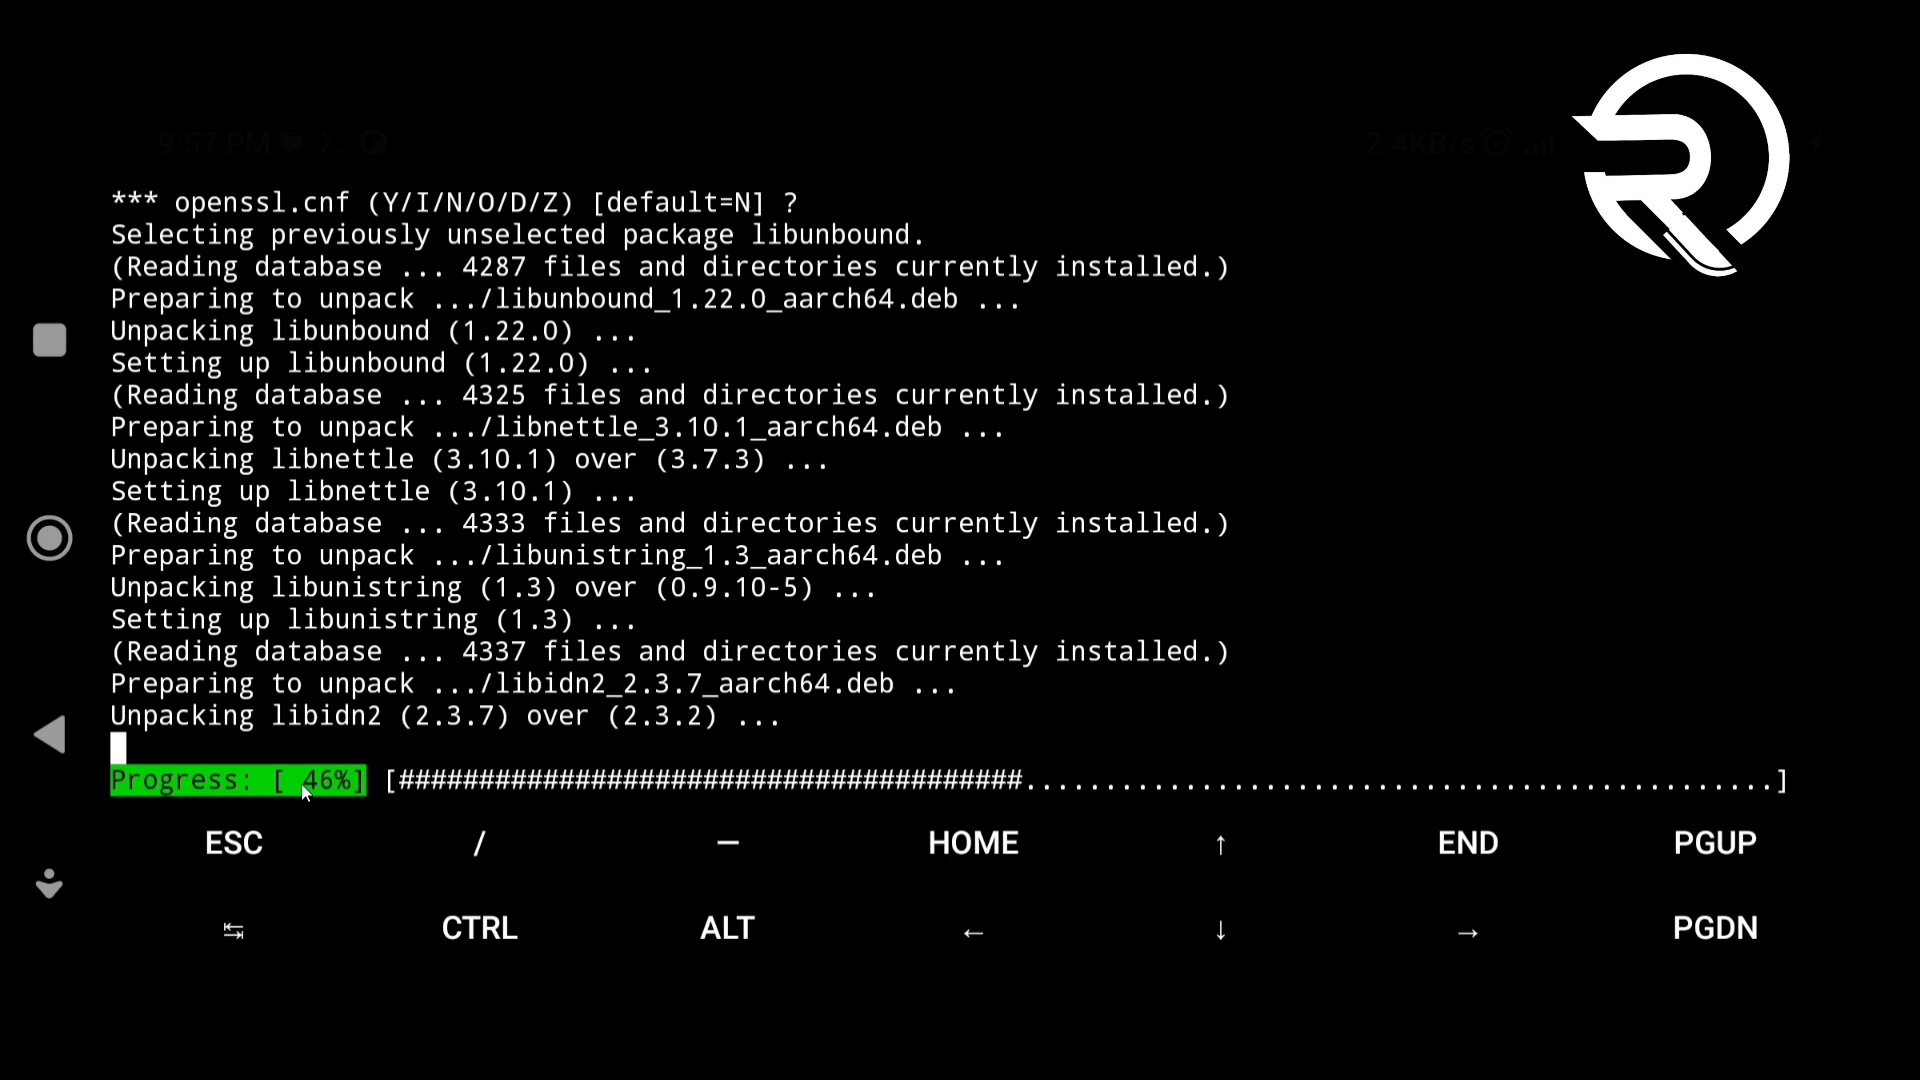 9:57 PM
2.4KB/s
*** openssl.cnf (Y/I/N/O/D/Z) [default=N] ?
Selecting previously unselected package libunbound.
(Reading database ... 4287 files and directories currently installed.)
Preparing to unpack .../libunbound_1.22.0_aarch64.deb ...
Unpacking libunbound (1.22.0) ...
Setting up libunbound (1.22.0) ...
(Reading database ... 4325 files and directories currently installed.)
Preparing to unpack .../libnettle_3.10.1_aarch64.deb ...
Unpacking libnettle (3.10.1) over (3.7.3) ...
Setting up libnettle (3.10.1) ...
(Reading database ... 4333 files and directories currently installed.)
Preparing to unpack .../libunistring_1.3_aarch64.deb ...
Unpacking libunistring (1.3) over (0.9.10-5) ...
Setting up libunistring (1.3) ...
(Reading database ... 4337 files and directories currently installed.)
Preparing to unpack .../libidn2_2.3.7_aarch64.deb ...
Unpacking libidn2 (2.3.7) over (2.3.2) ...
Progress: [ 46%] [#######################################...............................................]
ESC / — HOME ↑ END PGUP
↹ CTRL ALT ← ↓ → PGDN